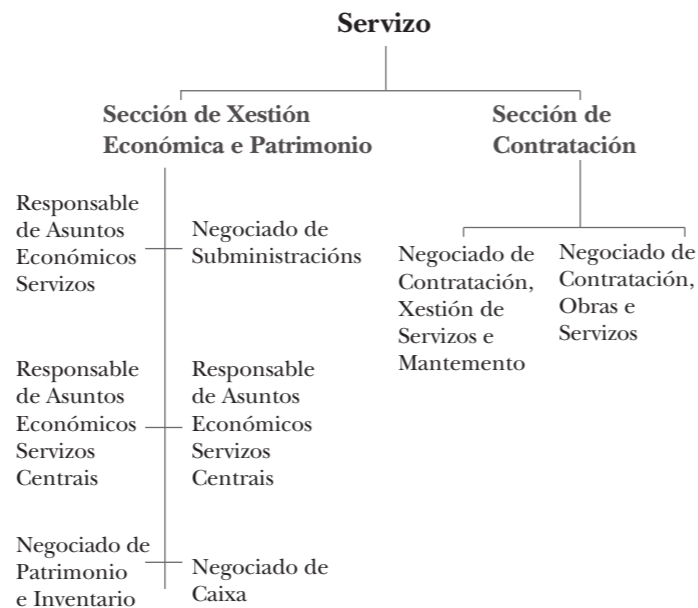 Servizo
Sección de Xestión
Económica e Patrimonio
Sección de
Contratación
Responsable
de Asuntos
Económicos
Servizos
Negociado de
Subministracións
Negociado de
Contratación,
Xestión de
Servizos e
Mantemento
Negociado de
Contratación,
Obras e
Servizos
Responsable
de Asuntos
Económicos
Servizos
Centrais
Responsable
de Asuntos
Económicos
Servizos
Centrais
Negociado de
Patrimonio
e Inventario
Negociado de
Caixa